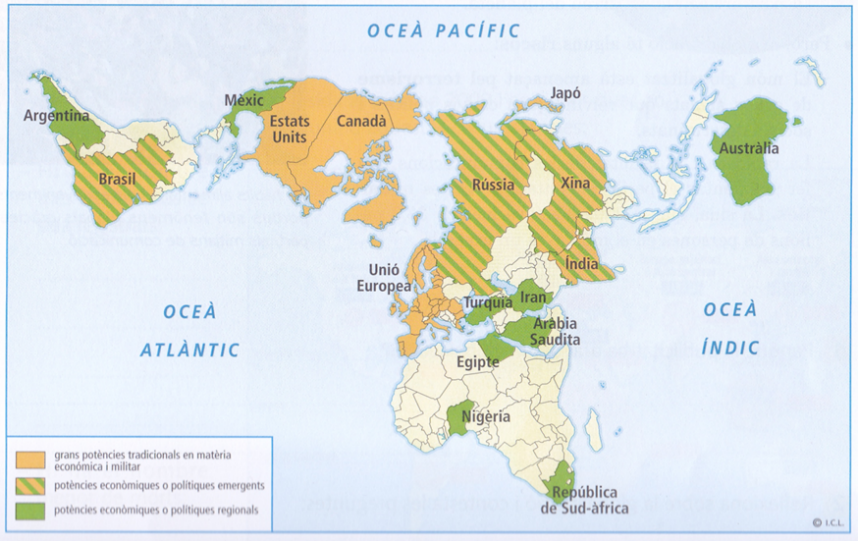 OCEÀ PACÍFIC
Argentina
Mèxic
Estats
Units
Canadà
Japó
Brasil
Rússia
Xina
Austràlia
Unió
Europea
Índia
OCEÀ
ATLÀNTIC
Turquia
Iran
Aràbia
Saudita
OCEÀ
ÍNDIC
Egipte
Nigèria
República
de Sud-àfrica
grans potències tradicionals en matèria
económica i militar
potències econòmiques o polítiques emergents
potències econòmiques o polítiques regionals
© I.C.L.